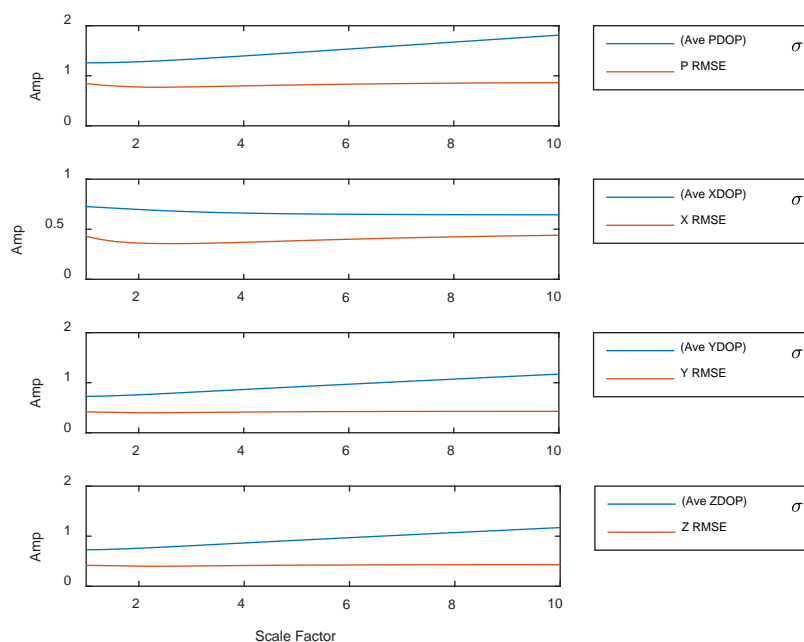 2
1
0
Amp
2
4
6
8
10
(Ave PDOP) σ
P RMSE
1
0.5
0
Amp
2
4
6
8
10
(Ave XDOP) σ
X RMSE
2
1
0
Amp
2
4
6
8
10
(Ave YDOP) σ
Y RMSE
2
1
0
Amp
2
4
6
8
10
Scale Factor
(Ave ZDOP) σ
Z RMSE